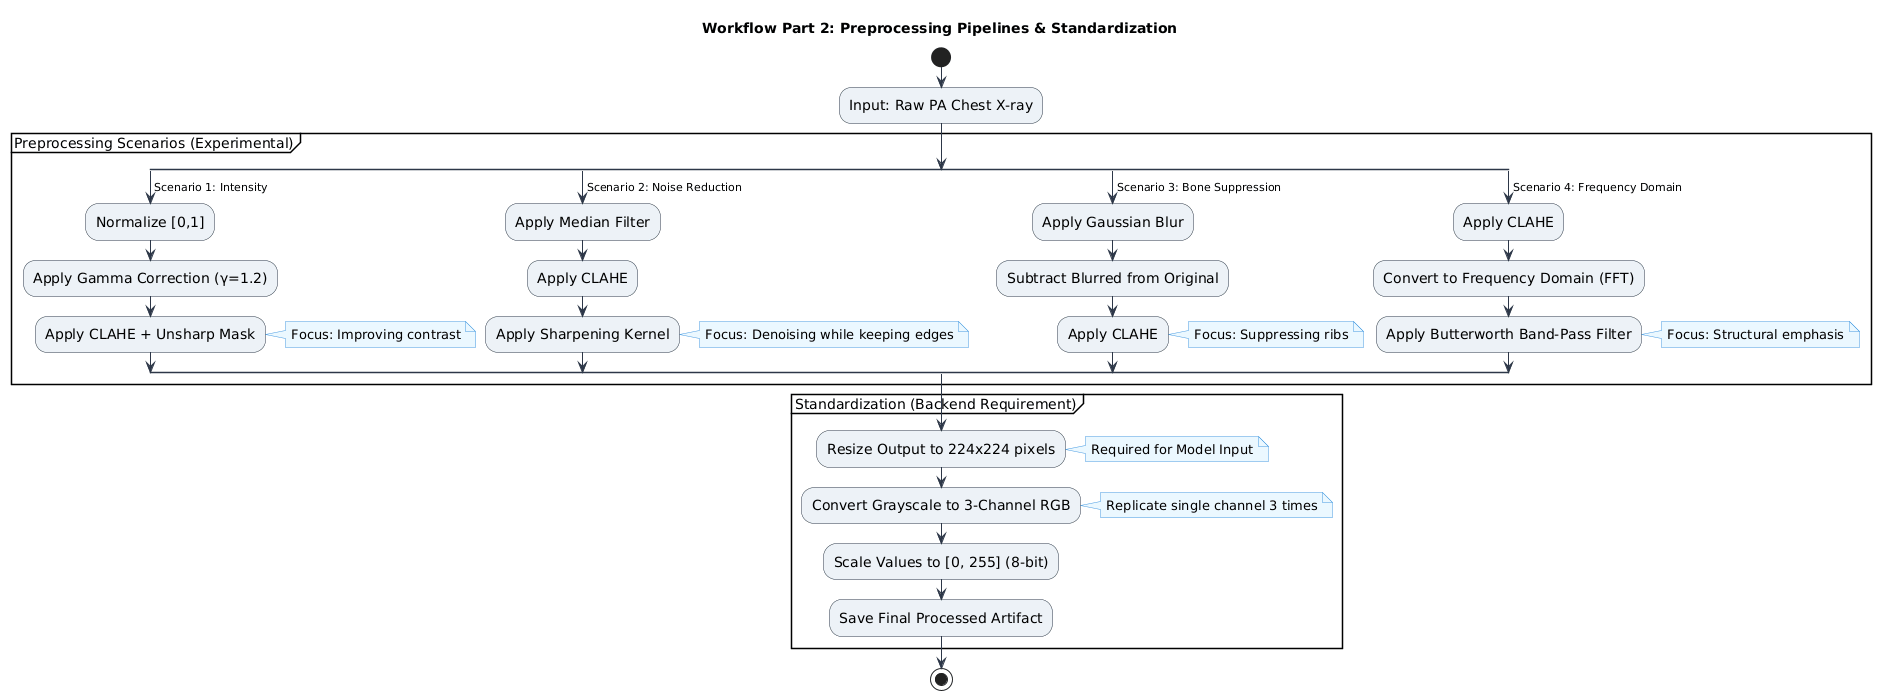 Workflow Part 2: Preprocessing Pipelines & Standardization
Input: Raw PA Chest X-ray
Preprocessing Scenarios (Experimental)
Scenario 1: Intensity
Normalize [0,1]
Apply Gamma Correction (γ=1.2)
Apply CLAHE + Unsharp Mask
Focus: Improving contrast
Scenario 2: Noise Reduction
Apply Median Filter
Apply CLAHE
Apply Sharpening Kernel
Focus: Denoising while keeping edges
Scenario 3: Bone Suppression
Apply Gaussian Blur
Subtract Blurred from Original
Apply CLAHE
Focus: Suppressing ribs
Scenario 4: Frequency Domain
Apply CLAHE
Convert to Frequency Domain (FFT)
Apply Butterworth Band-Pass Filter
Focus: Structural emphasis
Standardization (Backend Requirement)
Resize Output to 224x224 pixels
Required for Model Input
Convert Grayscale to 3-Channel RGB
Replicate single channel 3 times
Scale Values to [0, 255] (8-bit)
Save Final Processed Artifact